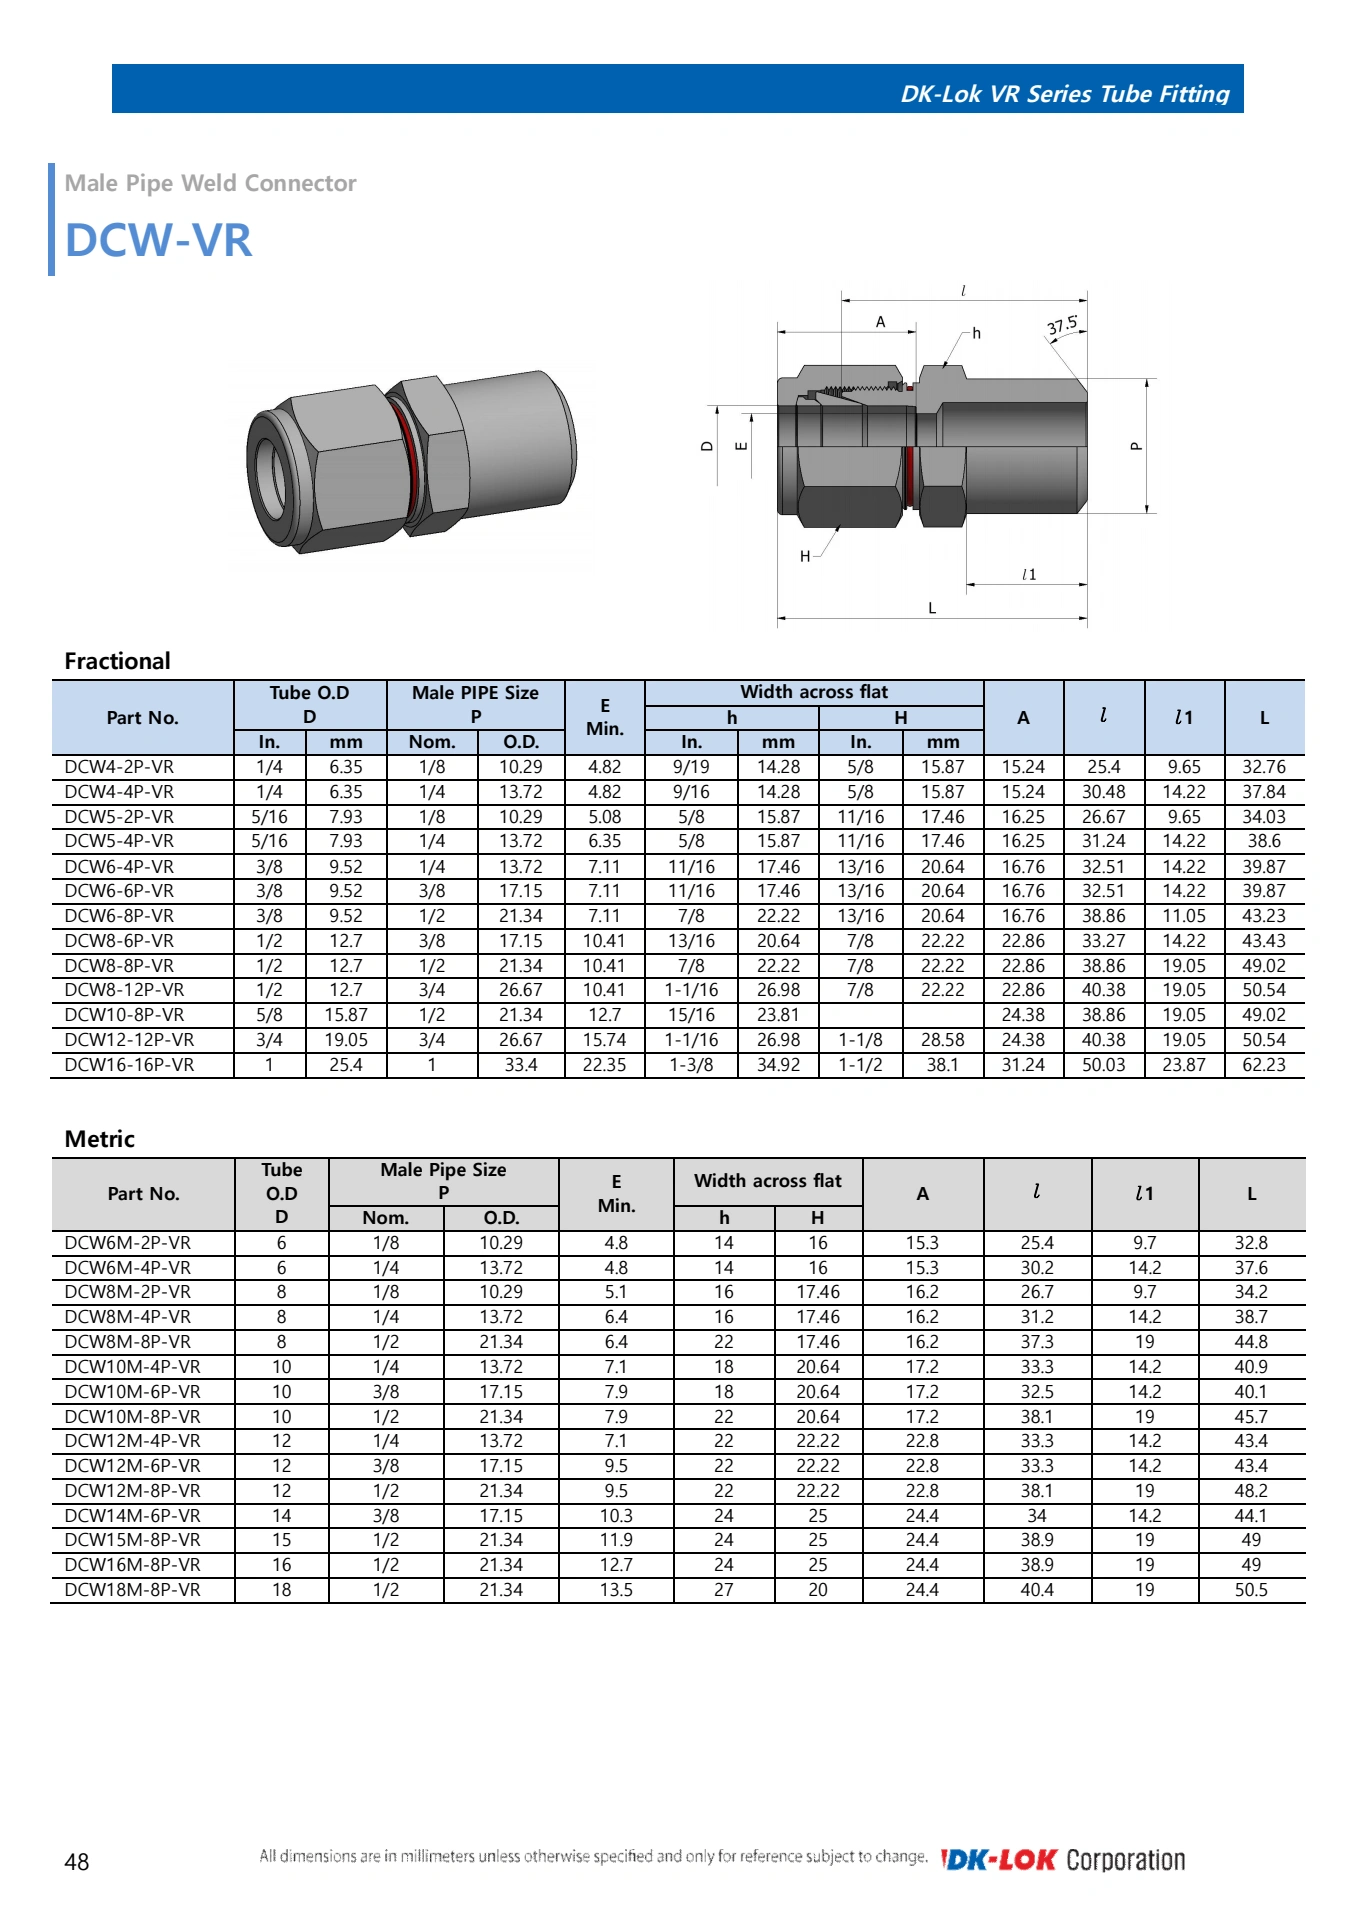 DK-Lok VR Series Tube Fitting
Male Pipe Weld Connector
DCW-VR
l
A
h
37.5°
D
E
P
H
l1
L
Fractional
Part No. Tube O.D D Male PIPE Size P E Min. Width across flat A l l1 L
h H
In. mm Nom. O.D. In. mm In. mm
DCW4-2P-VR 1/4 6.35 1/8 10.29 4.82 9/19 14.28 5/8 15.87 15.24 25.4 9.65 32.76
DCW4-4P-VR 1/4 6.35 1/4 13.72 4.82 9/16 14.28 5/8 15.87 15.24 30.48 14.22 37.84
DCW5-2P-VR 5/16 7.93 1/8 10.29 5.08 5/8 15.87 11/16 17.46 16.25 26.67 9.65 34.03
DCW5-4P-VR 5/16 7.93 1/4 13.72 6.35 5/8 15.87 11/16 17.46 16.25 31.24 14.22 38.6
DCW6-4P-VR 3/8 9.52 1/4 13.72 7.11 11/16 17.46 13/16 20.64 16.76 32.51 14.22 39.87
DCW6-6P-VR 3/8 9.52 3/8 17.15 7.11 11/16 17.46 13/16 20.64 16.76 32.51 14.22 39.87
DCW6-8P-VR 3/8 9.52 1/2 21.34 7.11 7/8 22.22 13/16 20.64 16.76 38.86 11.05 43.23
DCW8-6P-VR 1/2 12.7 3/8 17.15 10.41 13/16 20.64 7/8 22.22 22.86 33.27 14.22 43.43
DCW8-8P-VR 1/2 12.7 1/2 21.34 10.41 7/8 22.22 7/8 22.22 22.86 38.86 19.05 49.02
DCW8-12P-VR 1/2 12.7 3/4 26.67 10.41 1-1/16 26.98 7/8 22.22 22.86 40.38 19.05 50.54
DCW10-8P-VR 5/8 15.87 1/2 21.34 12.7 15/16 23.81 24.38 38.86 19.05 49.02
DCW12-12P-VR 3/4 19.05 3/4 26.67 15.74 1-1/16 26.98 1-1/8 28.58 24.38 40.38 19.05 50.54
DCW16-16P-VR 1 25.4 1 33.4 22.35 1-3/8 34.92 1-1/2 38.1 31.24 50.03 23.87 62.23
Metric
Part No. Tube O.D D Male Pipe Size P E Min. Width across flat A l l1 L
Nom. O.D. h H
DCW6M-2P-VR 6 1/8 10.29 4.8 14 16 15.3 25.4 9.7 32.8
DCW6M-4P-VR 6 1/4 13.72 4.8 14 16 15.3 30.2 14.2 37.6
DCW8M-2P-VR 8 1/8 10.29 5.1 16 17.46 16.2 26.7 9.7 34.2
DCW8M-4P-VR 8 1/4 13.72 6.4 16 17.46 16.2 31.2 14.2 38.7
DCW8M-8P-VR 8 1/2 21.34 6.4 22 17.46 16.2 37.3 19 44.8
DCW10M-4P-VR 10 1/4 13.72 7.1 18 20.64 17.2 33.3 14.2 40.9
DCW10M-6P-VR 10 3/8 17.15 7.9 18 20.64 17.2 32.5 14.2 40.1
DCW10M-8P-VR 10 1/2 21.34 7.9 22 20.64 17.2 38.1 19 45.7
DCW12M-4P-VR 12 1/4 13.72 7.1 22 22.22 22.8 33.3 14.2 43.4
DCW12M-6P-VR 12 3/8 17.15 9.5 22 22.22 22.8 33.3 14.2 43.4
DCW12M-8P-VR 12 1/2 21.34 9.5 22 22.22 22.8 38.1 19 48.2
DCW14M-6P-VR 14 3/8 17.15 10.3 24 25 24.4 34 14.2 44.1
DCW15M-8P-VR 15 1/2 21.34 11.9 24 25 24.4 38.9 19 49
DCW16M-8P-VR 16 1/2 21.34 12.7 24 25 24.4 38.9 19 49
DCW18M-8P-VR 18 1/2 21.34 13.5 27 20 24.4 40.4 19 50.5
48 All dimensions are in millimeters unless otherwise specified and only for reference subject to change. DK-LOK Corporation